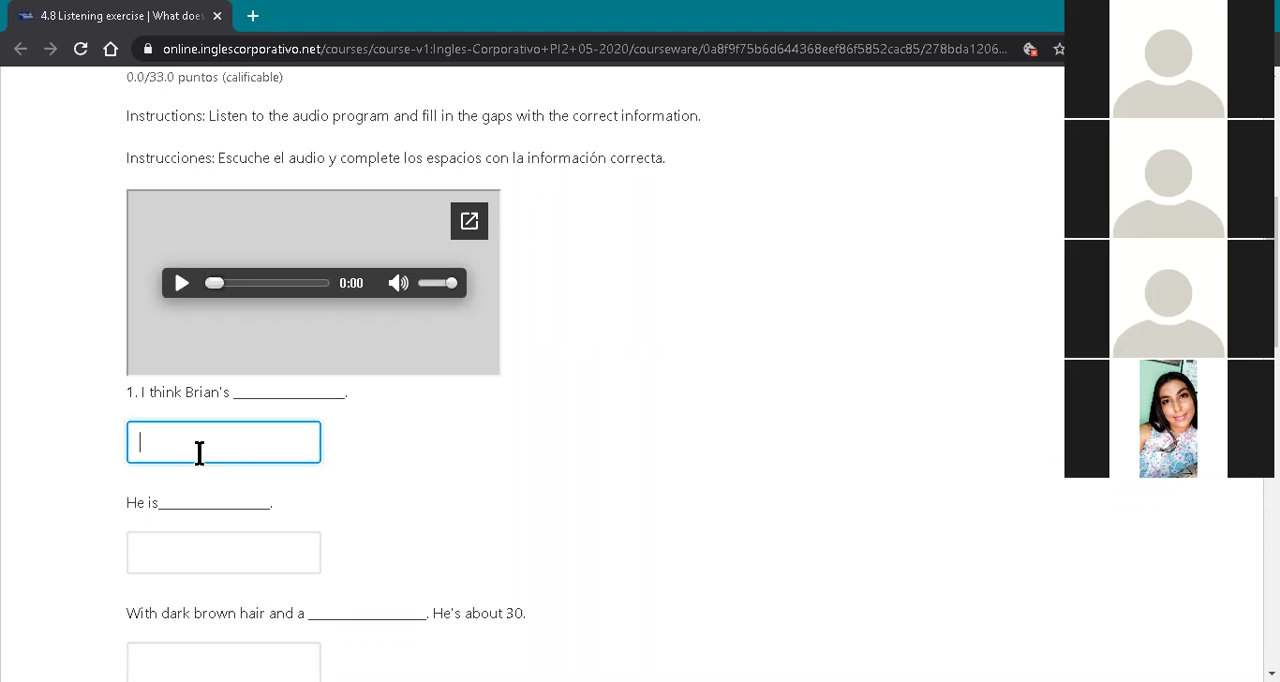 4.8 Listening exercise | What does
online.inglescorporativo.net/courses/course-v1:Ingles-Corporativo+PI2+05-2020/courseware/0a8f9f75b6d644368eef86f5852cac85/278bda1206...
0.0/33.0 puntos (calificable)
Instructions: Listen to the audio program and fill in the gaps with the correct information.
Instrucciones: Escuche el audio y complete los espacios con la información correcta.
0:00
1. I think Brian's ______________.
He is______________.
With dark brown hair and a _______________. He's about 30.